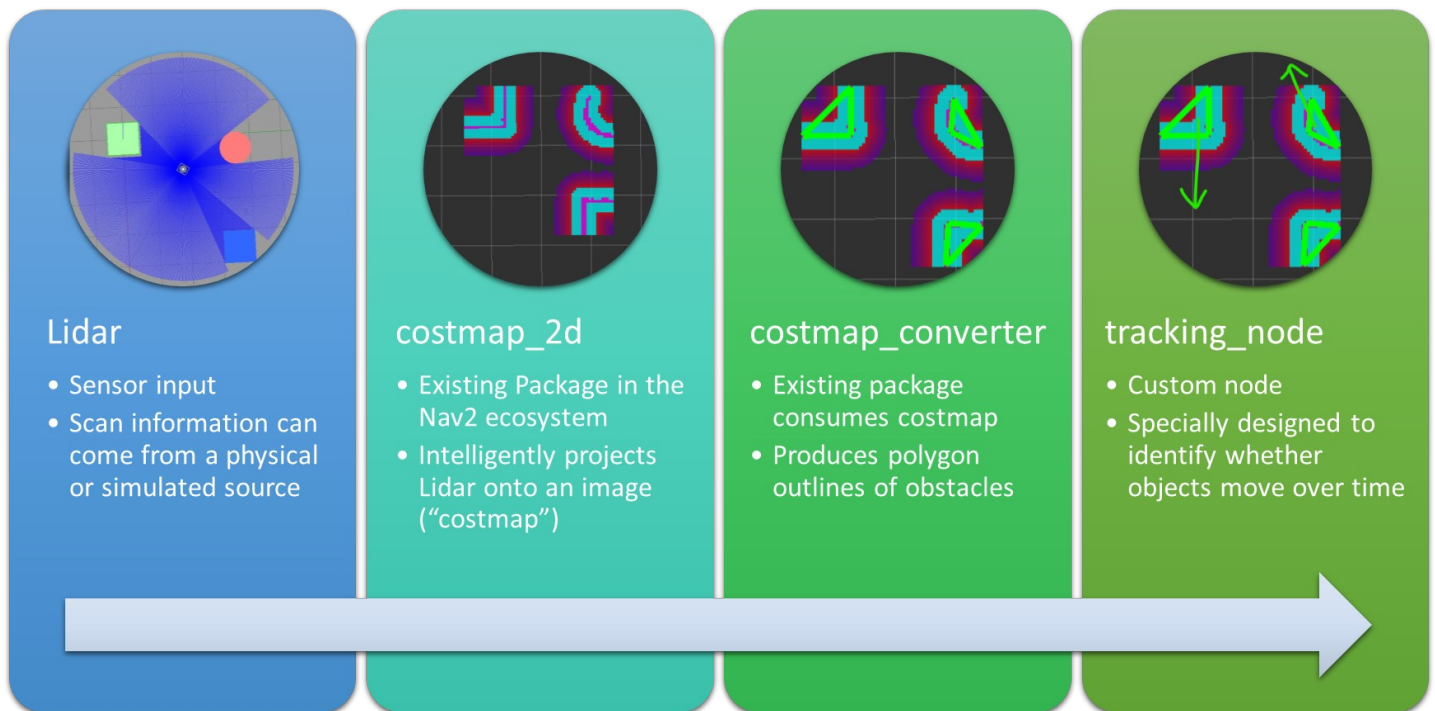 Lidar
• Sensor input
• Scan information can
come from a physical
or simulated source
costmap_2d
• Existing Package in the
Nav2 ecosystem
• Intelligently projects
Lidar onto an image
(“costmap”)
costmap_converter
• Existing package
consumes costmap
• Produces polygon
outlines of obstacles
tracking_node
• Custom node
• Specially designed to
identify whether
objects move over time